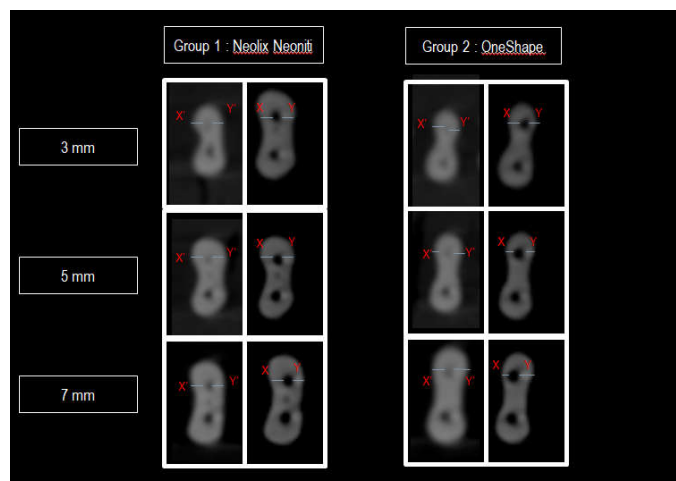 Group 1 : Neolix Neoniti
Group 2 : OneShape
3 mm
X' Y' X Y
X' Y' X Y
5 mm
X' Y' X Y
X' Y' X Y
7 mm
X' Y' X Y
X' Y' X Y